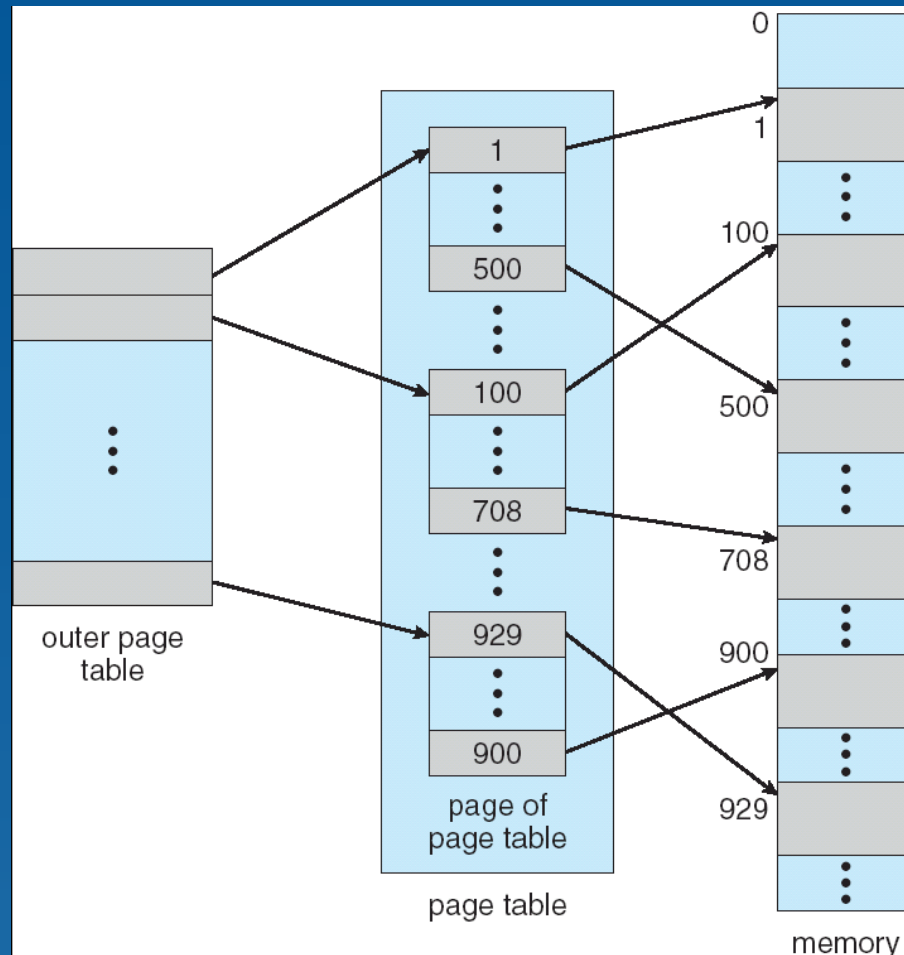 1
500
100
708
929
900
page of
page table
page table
outer page
table
0
1
100
500
708
900
929
memory